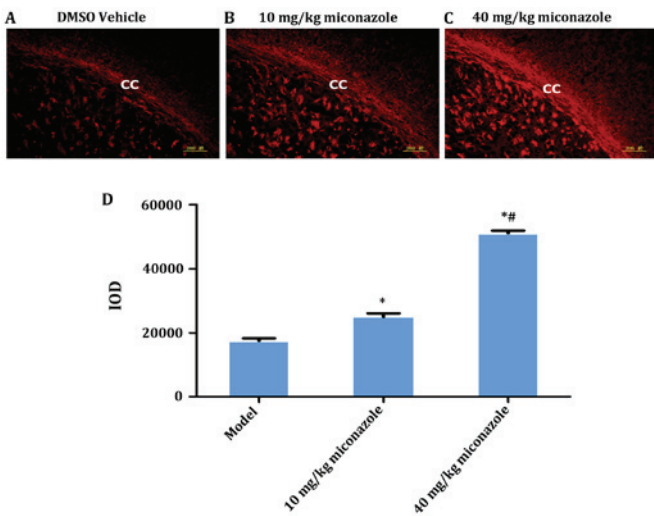 A DMSO Vehicle B 10 mg/kg miconazole C 40 mg/kg miconazole
CC CC CC
D
60000
40000
20000
0
IOD
*
*#
Model
10 mg/kg miconazole
40 mg/kg miconazole